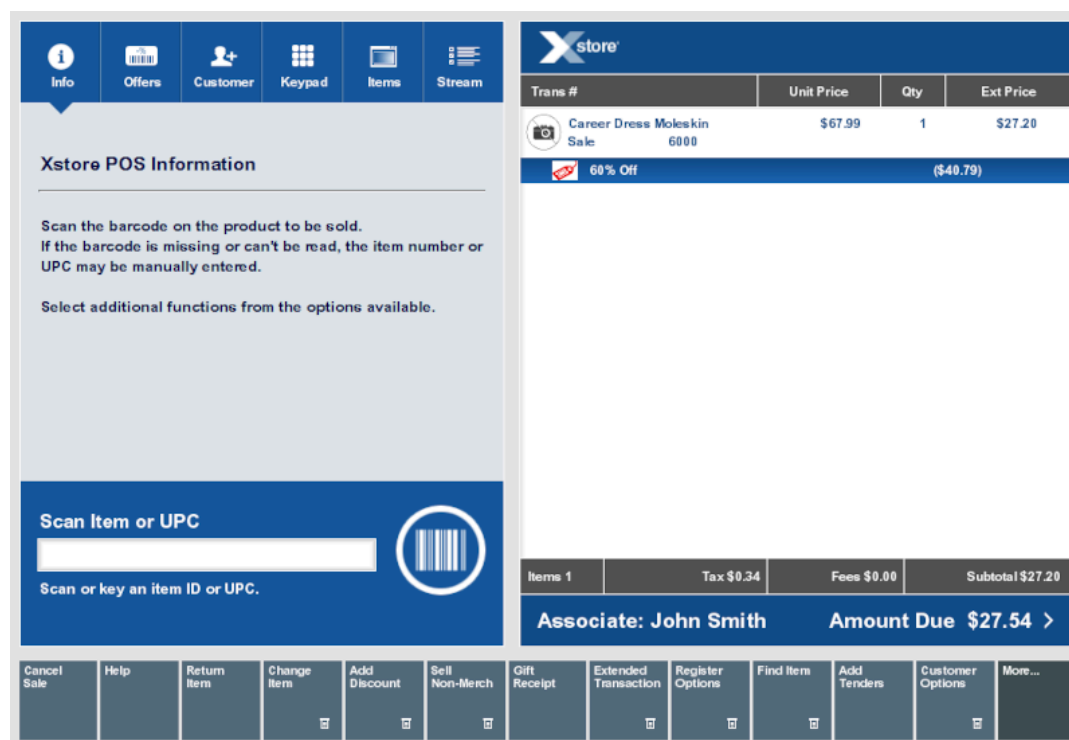 Info
Offers
Customer
Keypad
Items
Stream
Xstore POS Information
Scan the barcode on the product to be sold.
If the barcode is missing or can't be read, the item number or
UPC may be manually entered.
Select additional functions from the options available.
Scan Item or UPC
Scan or key an item ID or UPC.
Xstore
Trans # Unit Price Qty Ext Price
Career Dress Moleskin $67.99 1 $27.20
Sale 6000
60% Off ($40.79)
Items 1 Tax $0.34 Fees $0.00 Subtotal $27.20
Associate: John Smith Amount Due $27.54 >
Cancel
Sale
Help
Return
Item
Change
Item
Add
Discount
Sell
Non-Merch
Gift
Receipt
Extended
Transaction
Register
Options
Find Item
Add
Tenders
Customer
Options
More...